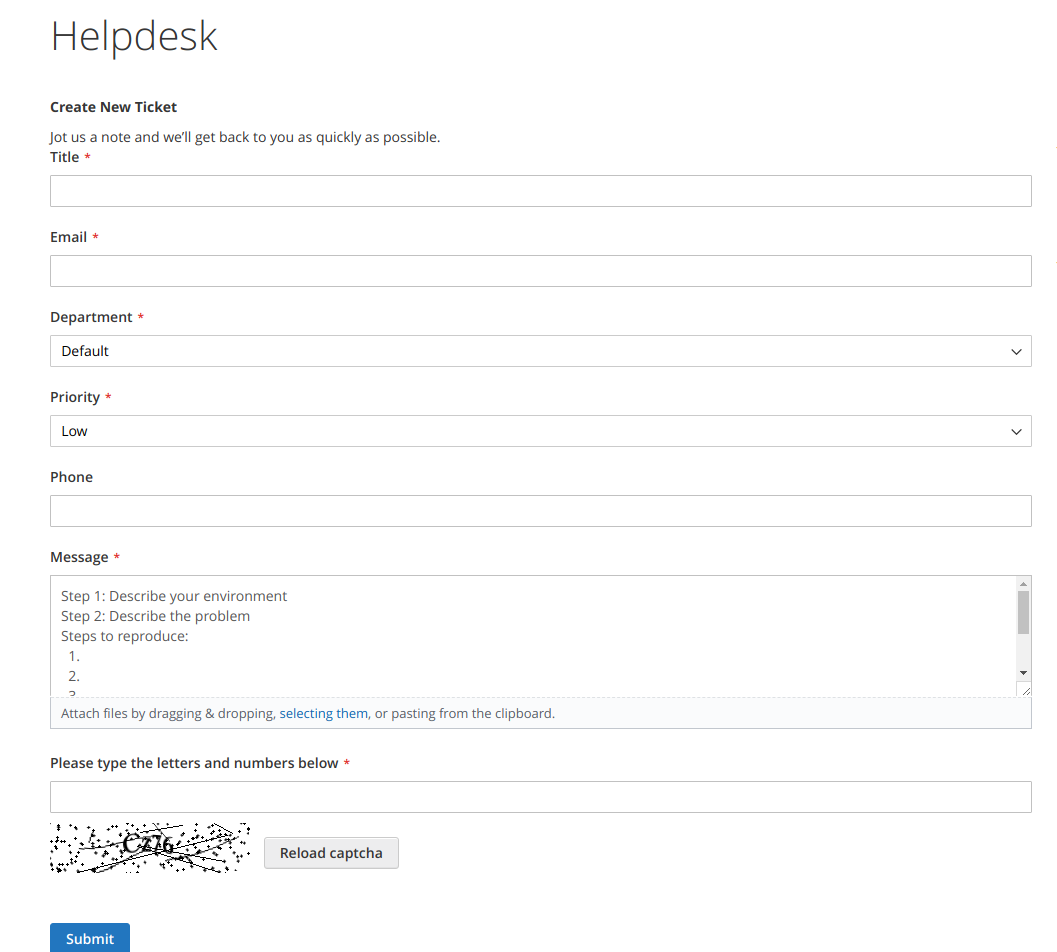 Helpdesk
Create New Ticket
Jot us a note and we’ll get back to you as quickly as possible.
Title *
Email *
Department *
Default
Priority *
Low
Phone
Message *
Step 1: Describe your environment
Step 2: Describe the problem
Steps to reproduce:
1.
2.
3
Attach files by dragging & dropping, selecting them, or pasting from the clipboard.
Please type the letters and numbers below *
Reload captcha
Submit